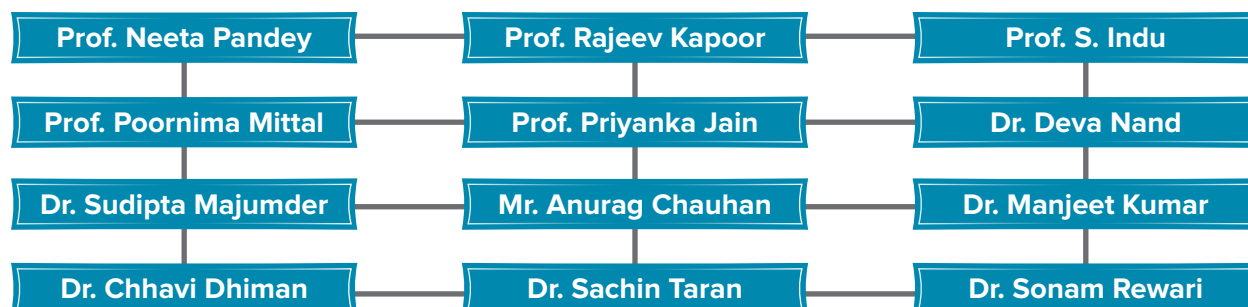 Prof. Neeta Pandey
Prof. Rajeev Kapoor
Prof. S. Indu
Prof. Poornima Mittal
Prof. Priyanka Jain
Dr. Deva Nand
Dr. Sudipta Majumder
Mr. Anurag Chauhan
Dr. Manjeet Kumar
Dr. Chhavi Dhiman
Dr. Sachin Taran
Dr. Sonam Rewari